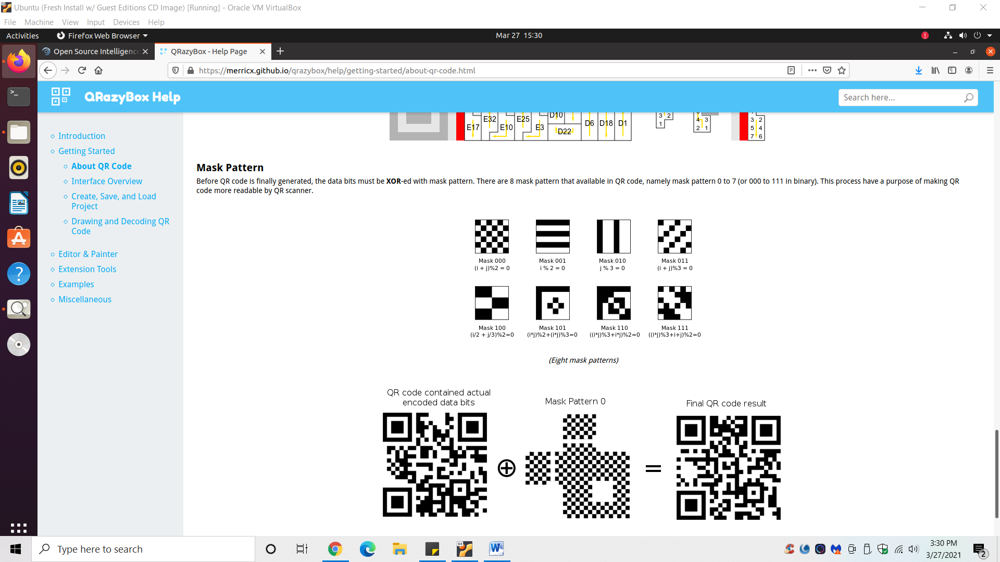 Ubuntu (Fresh Install w/ Guest Editions CD Image) [Running] - Oracle VM VirtualBox
File Machine View Input Devices Help
Activities Firefox Web Browser Mar 27 15:30
Open Source Intelligence QRazyBox - Help Page
https://merricx.github.io/qrazybox/help/getting-started/about-qr-code.html
QRazyBox Help Search here...
Introduction
Getting Started
About QR Code
Interface Overview
Create, Save, and Load
Project
Drawing and Decoding QR
Code
Editor & Painter
Extension Tools
Examples
Miscellaneous
E17 E32 E10 E25 E3 D10 D22 D6 D18 D1
3 2
1
4 3
2 1
3 2
5 4
7 6
Mask Pattern
Before QR code is finally generated, the data bits must be XOR-ed with mask pattern. There are 8 mask pattern that available in QR code, namely mask pattern 0 to 7 (or 000 to 111 in binary). This process have a purpose of making QR
code more readable by QR scanner.
Mask 000 Mask 001 Mask 010 Mask 011
(i + j)%2 = 0 i % 2 = 0 j % 3 = 0 (i + j)%3 = 0
Mask 100 Mask 101 Mask 110 Mask 111
(i/2 + j/3)%2=0 (i*j)%2+(i*j)%3=0 ((i*j)%3+i*j)%2=0 ((i*j)%3+i+j)%2=0
(Eight mask patterns)
QR code contained actual
encoded data bits
Mask Pattern 0
Final QR code result
Type here to search
64
3:30 PM
3/27/2021
2